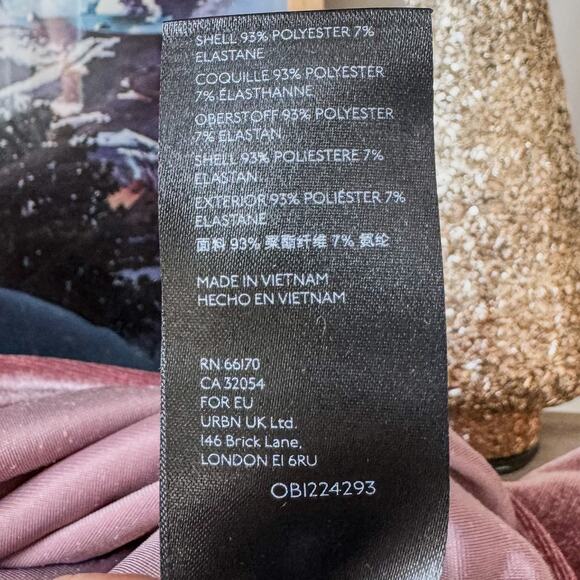 SHELL 93% POLYESTER 7%
ELASTANE
COQUILLE 93% POLYESTER
7% ÉLASTHANNE
OBERSTOFF 93% POLYESTER
7% ELASTAN
SHELL 93% POLIESTERE 7%
ELASTAN
EXTERIOR 93% POLIÉSTER 7%
ELASTANE
面料 93% 聚酯纤维 7% 氨纶
MADE IN VIETNAM
HECHO EN VIETNAM
RN 66170
CA 32054
FOR EU
URBN UK Ltd.
146 Brick Lane,
LONDON E1 6RU
OB1224293